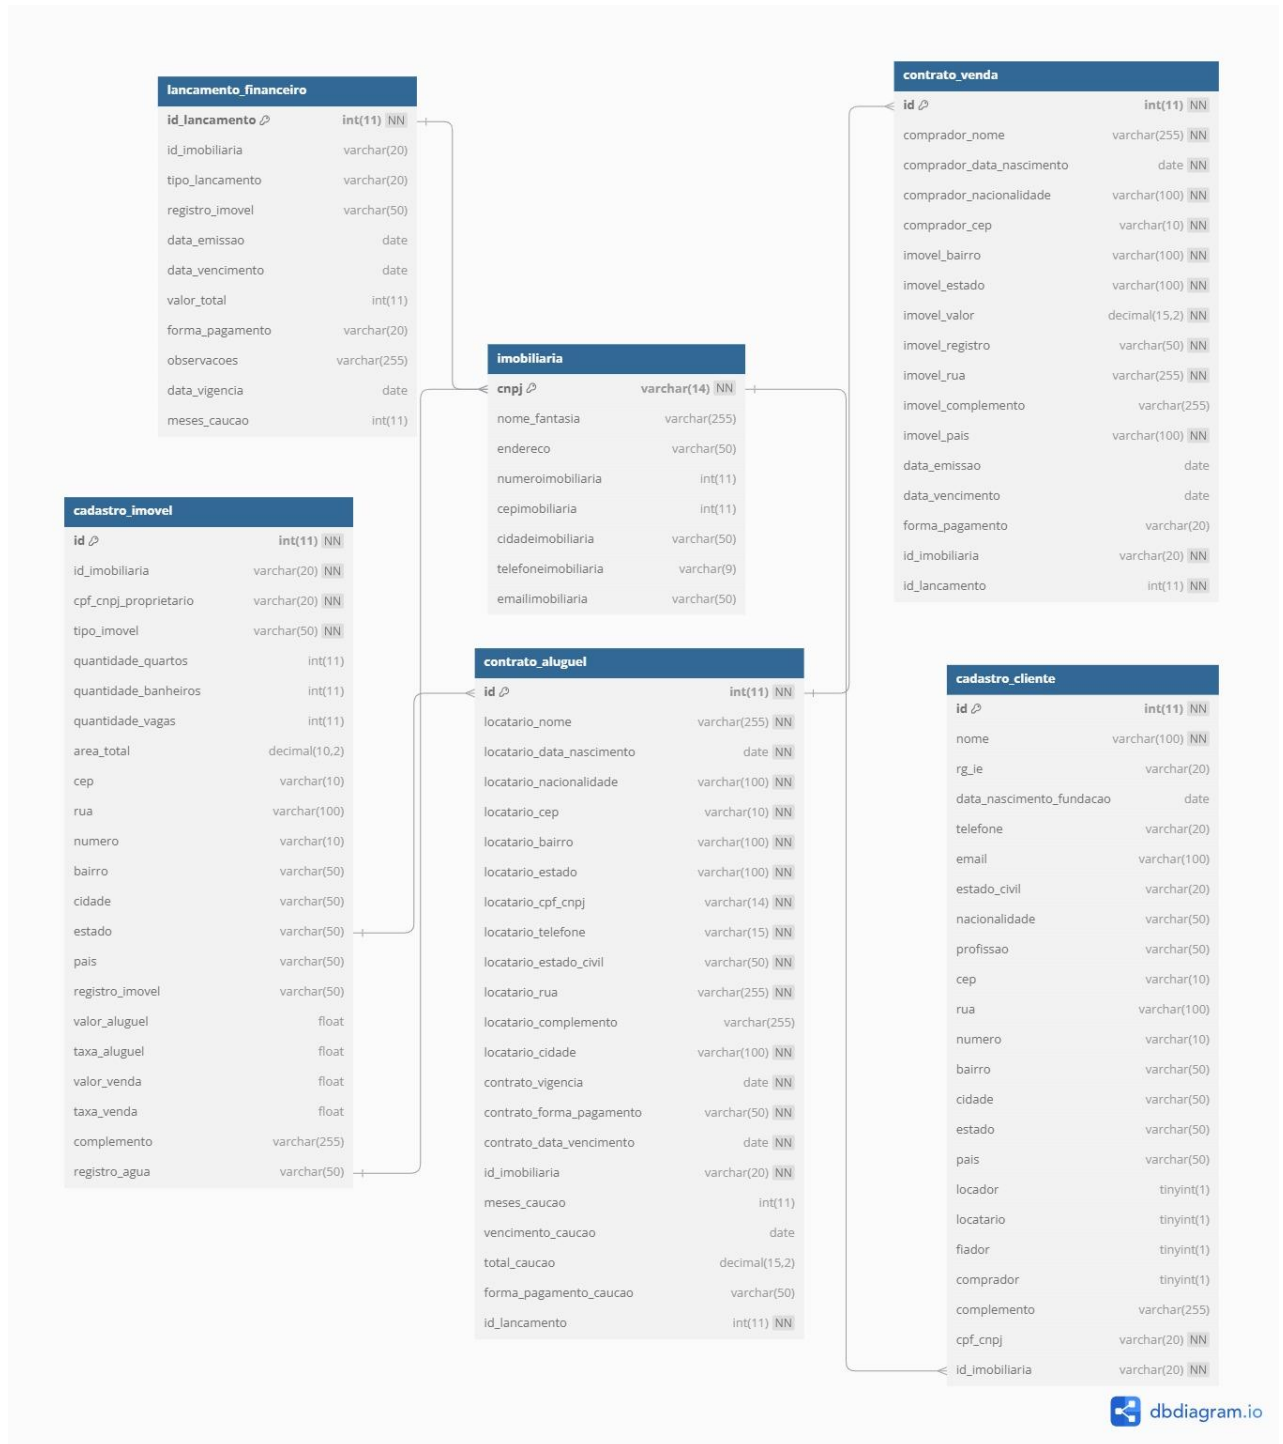 lancamento_financeiro
id_lancamento int(11) NN
id_imobiliaria varchar(20)
tipo_lancamento varchar(20)
registro_imovel varchar(50)
data_emissao date
data_vencimento date
valor_total int(11)
forma_pagamento varchar(20)
observacoes varchar(255)
data_vigencia date
meses_caucao int(11)
contrato_venda
id int(11) NN
comprador_nome varchar(255) NN
comprador_data_nascimento date NN
comprador_nacionalidade varchar(100) NN
comprador_cep varchar(10) NN
imovel_bairro varchar(100) NN
imovel_estado varchar(100) NN
imovel_valor decimal(15,2) NN
imovel_registro varchar(50) NN
imovel_rua varchar(255) NN
imovel_complemento varchar(255)
imovel_pais varchar(100) NN
data_emissao date
data_vencimento date
forma_pagamento varchar(20)
id_imobiliaria varchar(20) NN
id_lancamento int(11) NN
imobiliaria
cnpj varchar(14) NN
nome_fantasia varchar(255)
endereco varchar(50)
numeroimobiliaria int(11)
cepimobiliaria int(11)
cidadeimobiliaria varchar(50)
telefoneimobiliaria varchar(9)
emailimobiliaria varchar(50)
cadastro_imovel
id int(11) NN
id_imobiliaria varchar(20) NN
cpf_cnpj_proprietario varchar(20) NN
tipo_imovel varchar(50) NN
quantidade_quartos int(11)
quantidade_banheiros int(11)
quantidade_vagas int(11)
area_total decimal(10,2)
cep varchar(10)
rua varchar(100)
numero varchar(10)
bairro varchar(50)
cidade varchar(50)
estado varchar(50)
pais varchar(50)
registro_imovel varchar(50)
valor_aluguel float
taxa_aluguel float
valor_venda float
taxa_venda float
complemento varchar(255)
registro_agua varchar(50)
contrato_aluguel
id int(11) NN
locatario_nome varchar(255) NN
locatario_data_nascimento date NN
locatario_nacionalidade varchar(100) NN
locatario_cep varchar(10) NN
locatario_bairro varchar(100) NN
locatario_estado varchar(100) NN
locatario_cpf_cnpj varchar(14) NN
locatario_telefone varchar(15) NN
locatario_estado_civil varchar(50) NN
locatario_rua varchar(255) NN
locatario_complemento varchar(255)
locatario_cidade varchar(100) NN
contrato_vigencia date NN
contrato_forma_pagamento varchar(50) NN
contrato_data_vencimento date NN
id_imobiliaria varchar(20) NN
meses_caucao int(11)
vencimento_caucao date
total_caucao decimal(15,2)
forma_pagamento_caucao varchar(50)
id_lancamento int(11) NN
cadastro_cliente
id int(11) NN
nome varchar(100) NN
rg_ie varchar(20)
data_nascimento_fundacao date
telefone varchar(20)
email varchar(100)
estado_civil varchar(20)
nacionalidade varchar(50)
profissao varchar(50)
cep varchar(10)
rua varchar(100)
numero varchar(10)
bairro varchar(50)
cidade varchar(50)
estado varchar(50)
pais varchar(50)
locador tinyint(1)
locatario tinyint(1)
fiador tinyint(1)
comprador tinyint(1)
complemento varchar(255)
cpf_cnpj varchar(20) NN
id_imobiliaria varchar(20) NN
dbdiagram.io